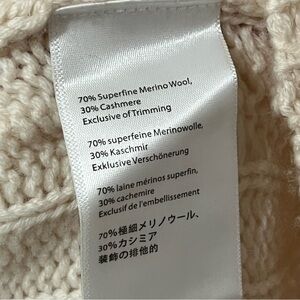 70% Superfine Merino Wool,
30% Cashmere
Exclusive of Trimming
70% superfeine Merinowolle,
30% Kaschmir
Exklusive Verschönerung
70% laine mérinos superfin,
30% cachemire
Exclusif de l'embellissement
70%極細メリノウール、
30%カシミア
装飾の排他的